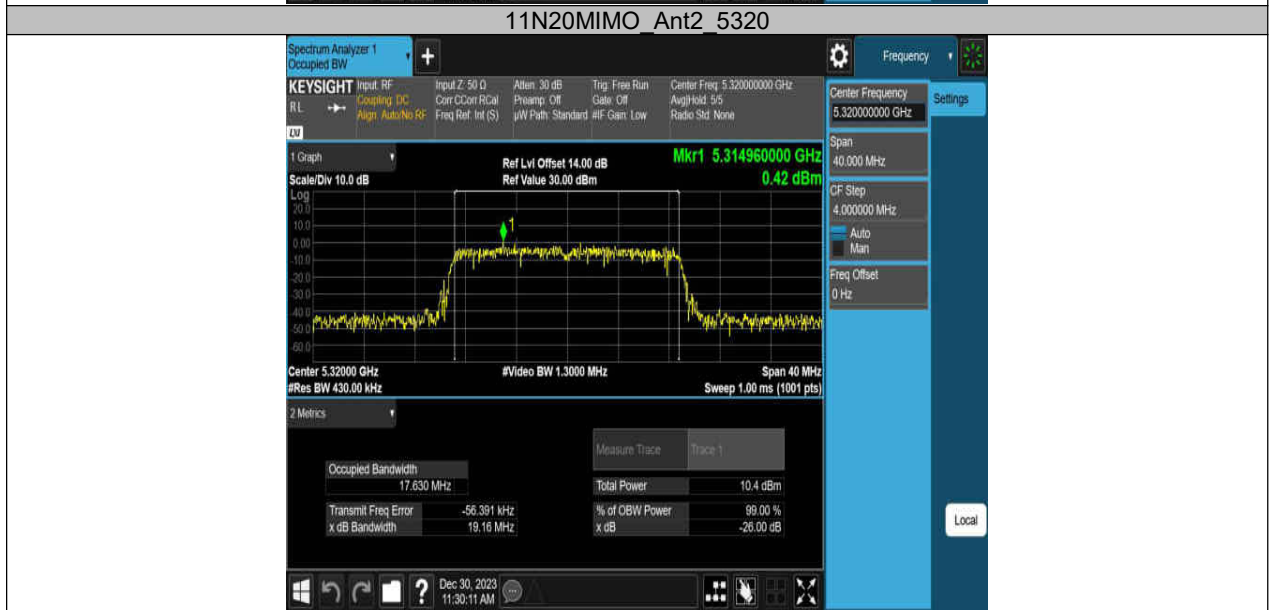 11N20MIMO_Ant2_5320
Spectrum Analyzer 1
Occupied BW
+
Frequency
KEYSIGHT
RL
LXI
Input: RF
Coupling: DC
Align: Auto/No RF
Input Z: 50 Ω
Corr CCorr RCal
Freq Ref: Int (S)
Atten: 30 dB
Preamp: Off
µW Path: Standard
Trig: Free Run
Gate: Off
#IF Gain: Low
Center Freq: 5.320000000 GHz
Avg|Hold: 5/5
Radio Std: None
Center Frequency
5.320000000 GHz
Settings
Span
40.000 MHz
CF Step
4.000000 MHz
Auto
Man
Freq Offset
0 Hz
Local
1 Graph
Scale/Div 10.0 dB
Ref Lvl Offset 14.00 dB
Ref Value 30.00 dBm
Mkr1 5.314960000 GHz
0.42 dBm
Log
20.0
10.0
0.00
-10.0
-20.0
-30.0
-40.0
-50.0
-60.0
1
Center 5.32000 GHz
#Res BW 430.00 kHz
#Video BW 1.3000 MHz
Span 40 MHz
Sweep 1.00 ms (1001 pts)
2 Metrics
Measure Trace Trace 1
Occupied Bandwidth
17.630 MHz
Total Power 10.4 dBm
Transmit Freq Error -56.391 kHz
% of OBW Power 99.00 %
x dB Bandwidth 19.16 MHz
x dB -26.00 dB
?
Dec 30, 2023
11:30:11 AM